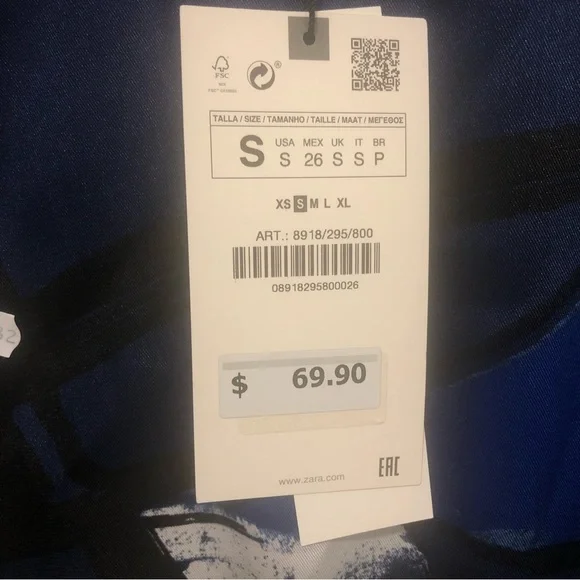 FSC
TALLA / SIZE / TAMANHO / TAILLE / MAAT / ΜΕΓΕΘΟΣ
S USA MEX UK IT BR
S 26 S S P
XS S M L XL
ART.: 8918/295/800
08918295800026
$ 69.90
www.zara.com
EAC